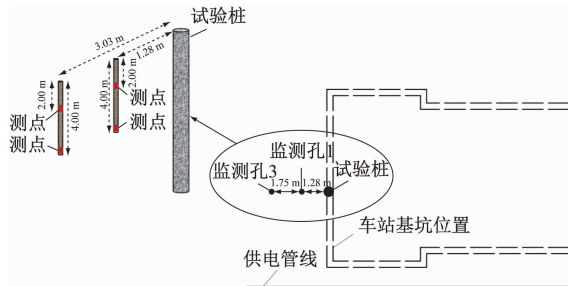 试验桩
3.03 m
1.28 m
2.00 m
4.00 m
2.00 m
4.00 m
测点
测点
测点
测点
监测孔1
监测孔3
试验桩
1.75 m
1.28 m
车站基坑位置
供电管线